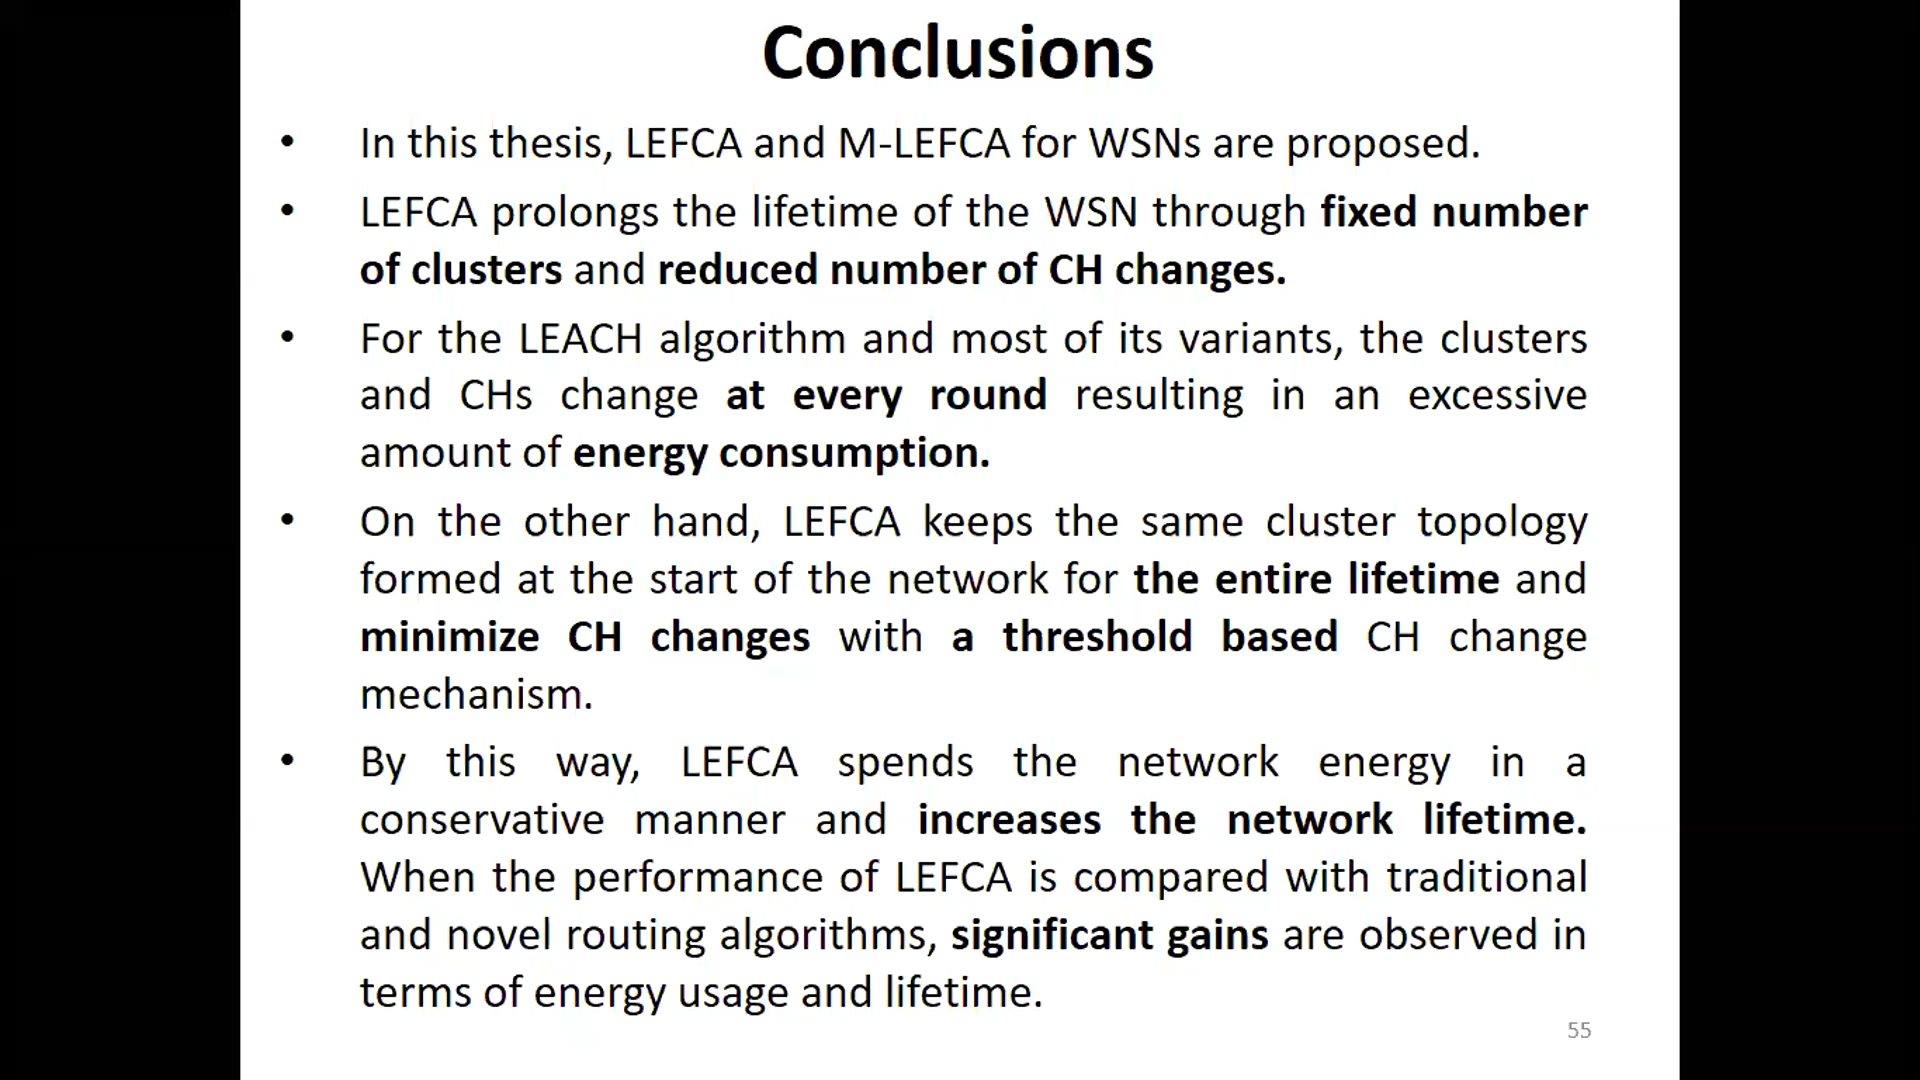 Conclusions
• In this thesis, LEFCA and M-LEFCA for WSNs are proposed.
• LEFCA prolongs the lifetime of the WSN through fixed number
of clusters and reduced number of CH changes.
• For the LEACH algorithm and most of its variants, the clusters
and CHs change at every round resulting in an excessive
amount of energy consumption.
• On the other hand, LEFCA keeps the same cluster topology
formed at the start of the network for the entire lifetime and
minimize CH changes with a threshold based CH change
mechanism.
• By this way, LEFCA spends the network energy in a
conservative manner and increases the network lifetime.
When the performance of LEFCA is compared with traditional
and novel routing algorithms, significant gains are observed in
terms of energy usage and lifetime.
55